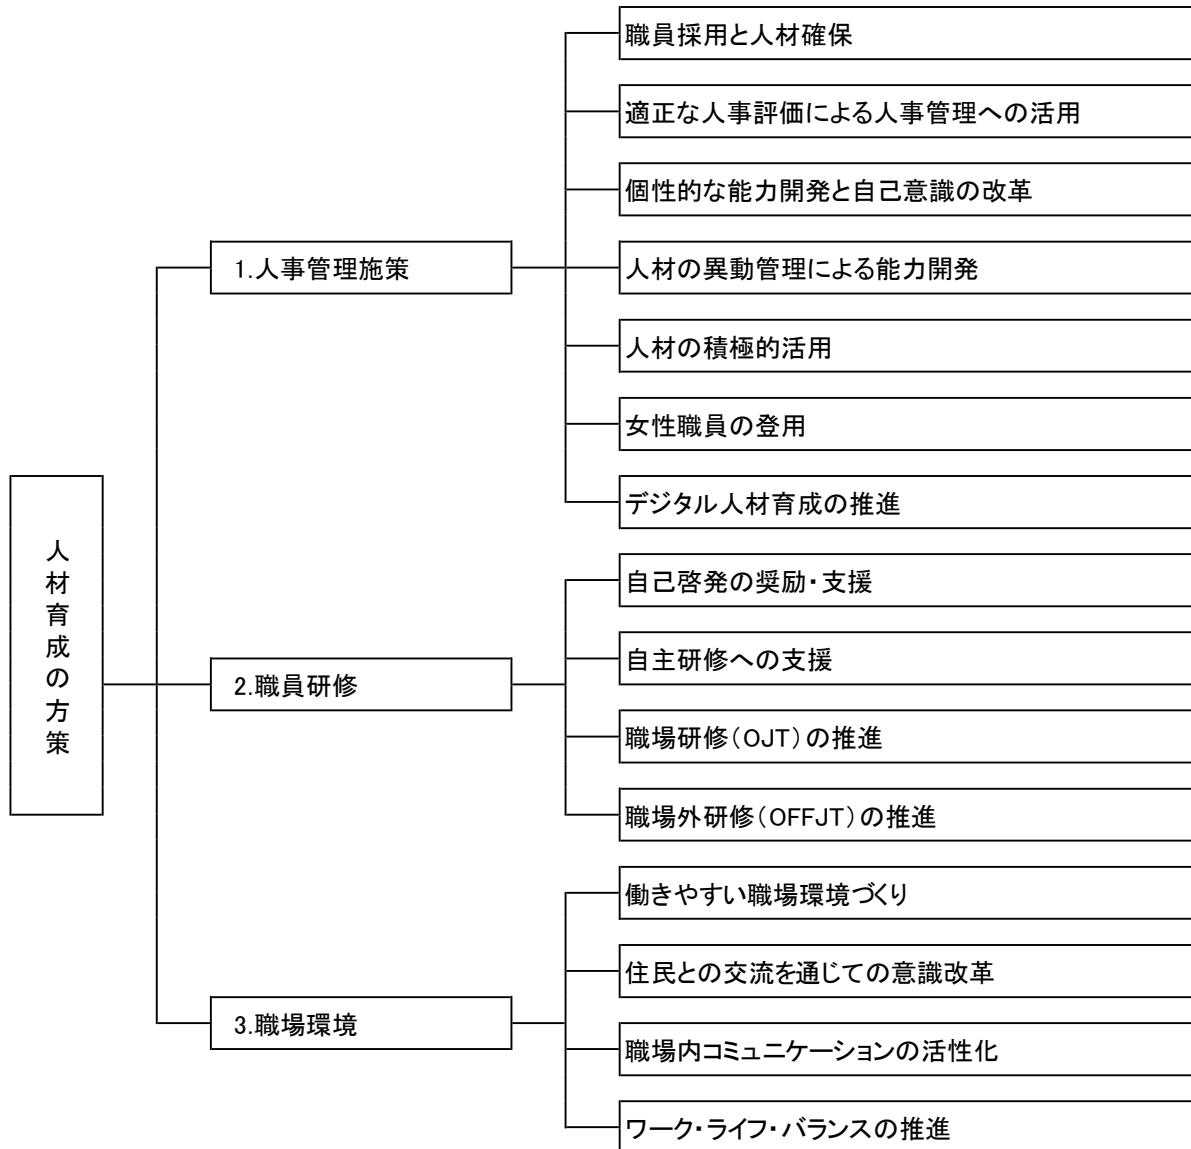 人材育成の方策
1.人事管理施策
職員採用と人材確保
適正な人事評価による人事管理への活用
個性的な能力開発と自己意識の改革
人材の異動管理による能力開発
人材の積極的活用
女性職員の登用
デジタル人材育成の推進
2.職員研修
自己啓発の奨励・支援
自主研修への支援
職場研修(OJT)の推進
職場外研修(OFFJT)の推進
3.職場環境
働きやすい職場環境づくり
住民との交流を通じての意識改革
職場内コミュニケーションの活性化
ワーク・ライフ・バランスの推進